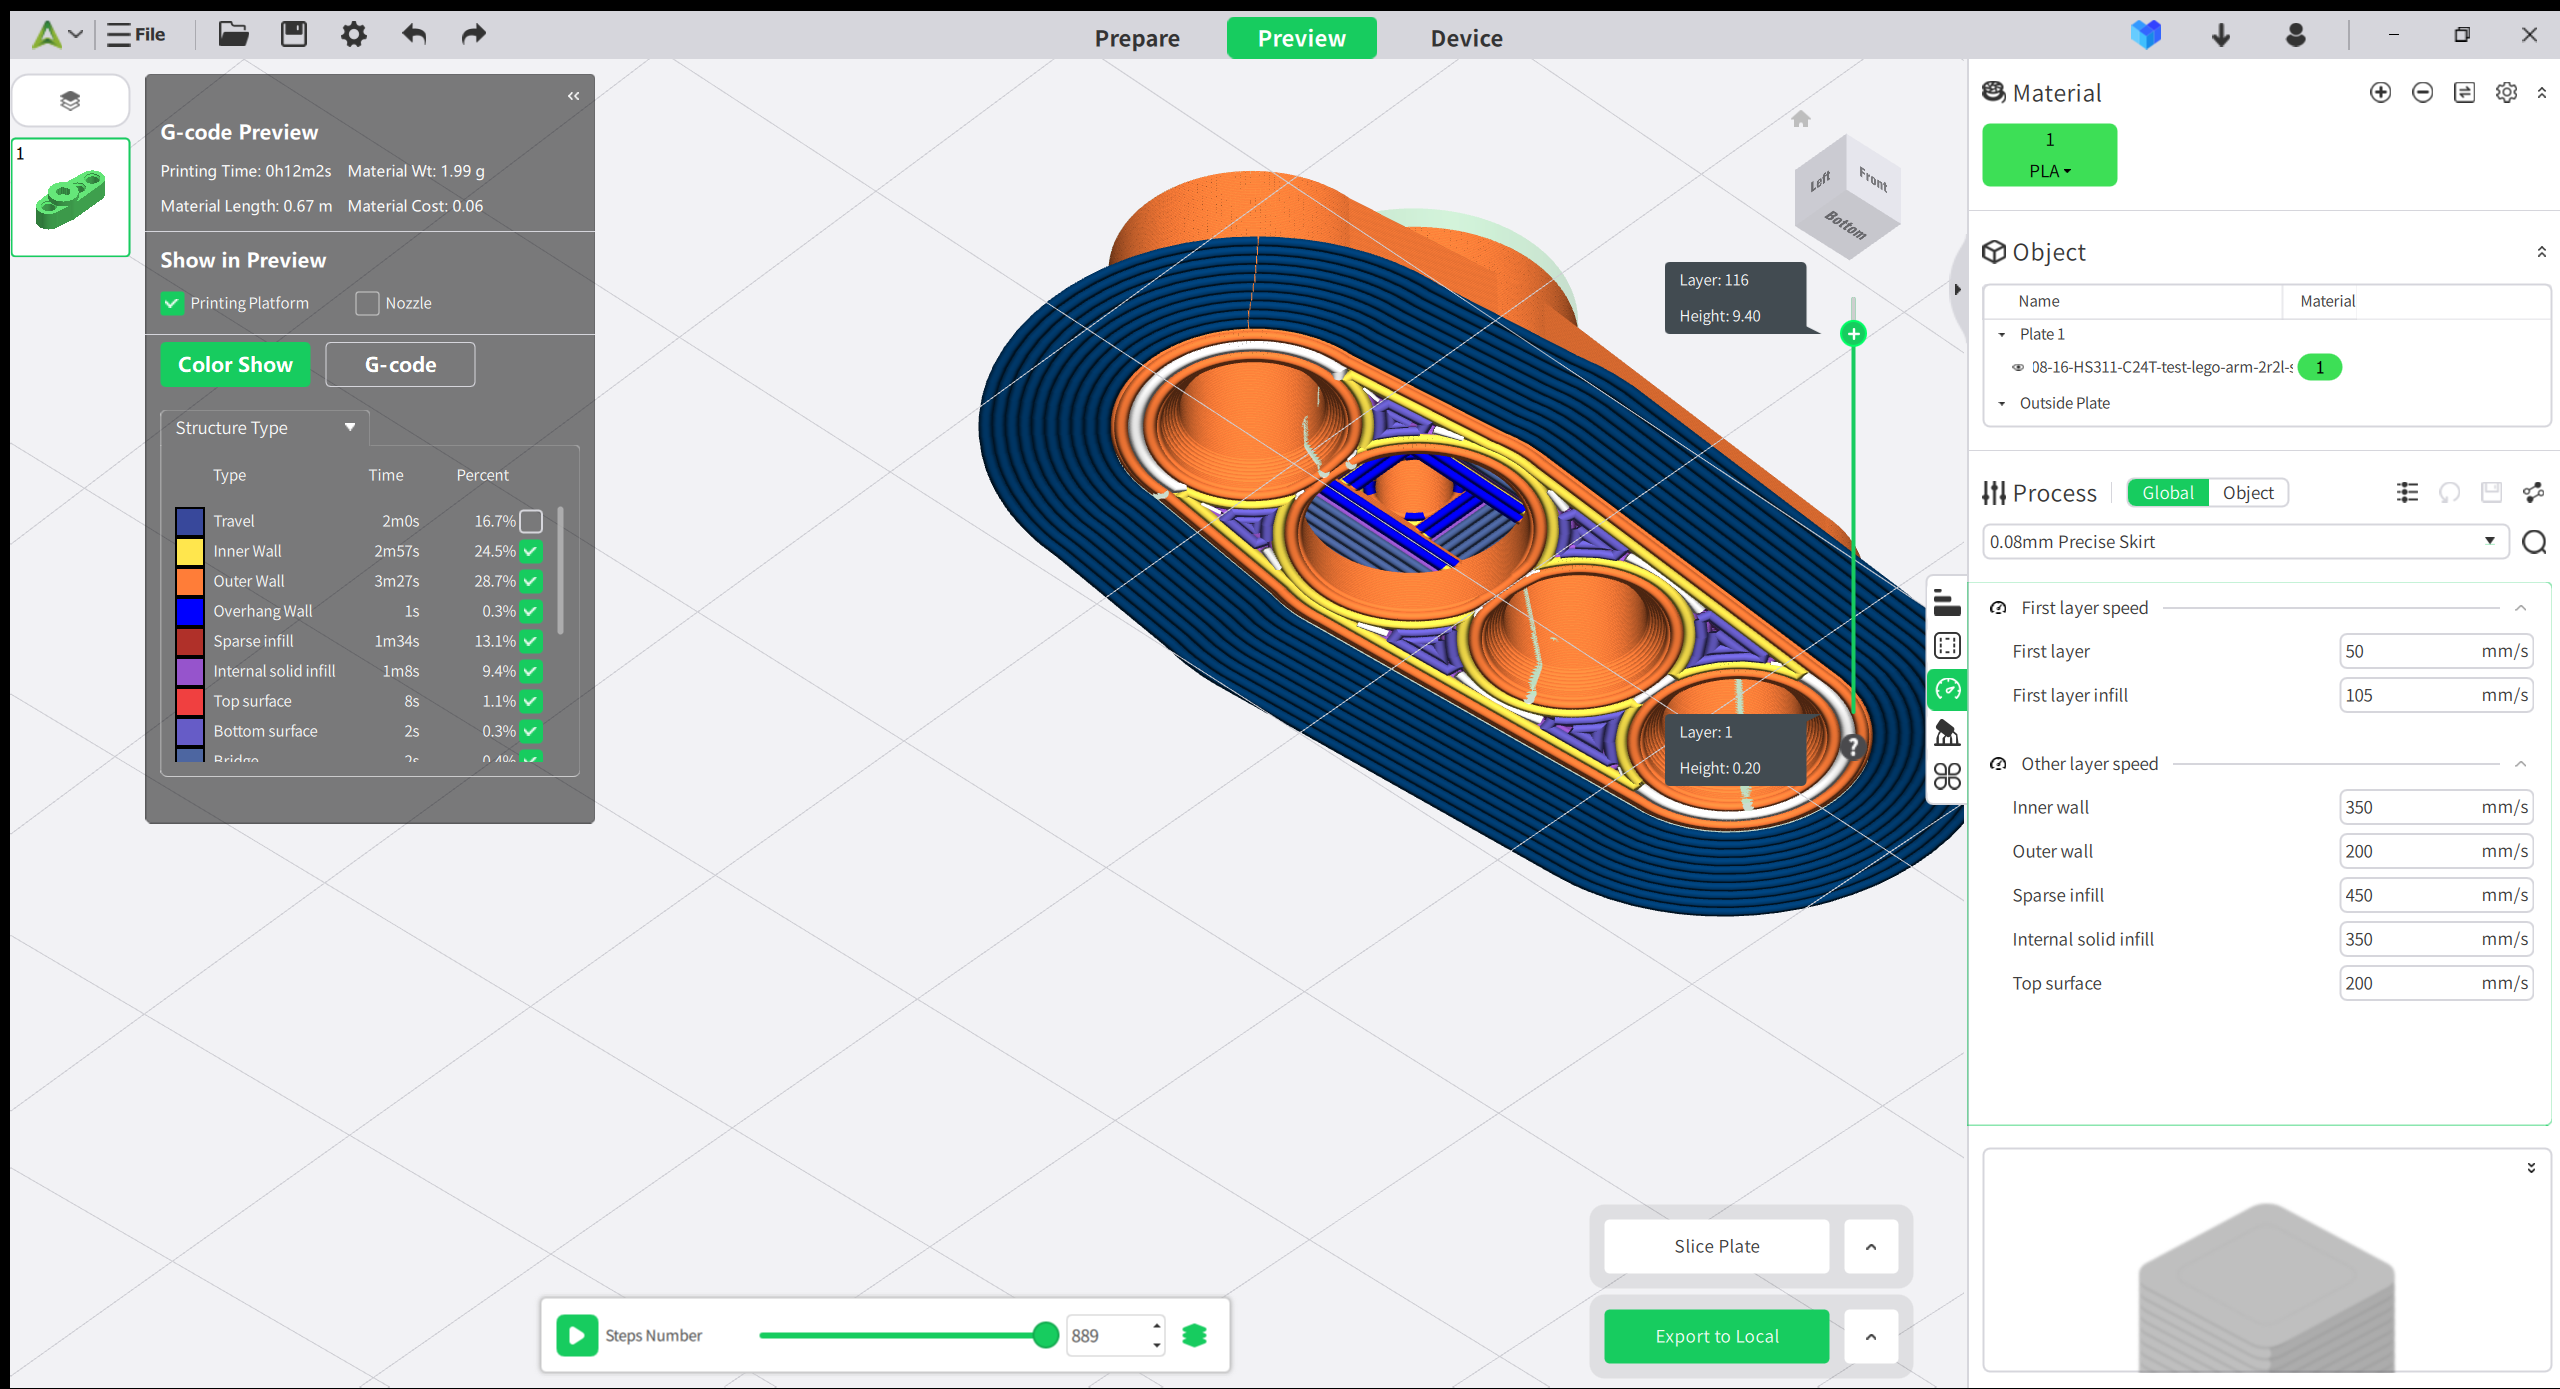 File
Prepare
Preview
Device
1
G-code Preview
Printing Time: 0h12m2s Material Wt: 1.99 g
Material Length: 0.67 m Material Cost: 0.06
Show in Preview
Printing Platform
Nozzle
Color Show
G-code
Structure Type
Type Time Percent
Travel 2m0s 16.7%
Inner Wall 2m57s 24.5%
Outer Wall 3m27s 28.7%
Overhang Wall 1s 0.3%
Sparse infill 1m34s 13.1%
Internal solid infill 1m8s 9.4%
Top surface 8s 1.1%
Bottom surface 2s 0.3%
Bridge 2s 0.4%
Left
Front
Bottom
Layer: 116
Height: 9.40
Layer: 1
Height: 0.20
Steps Number
889
Slice Plate
Export to Local
Material
1
PLA
Object
Name Material
Plate 1
08-16-HS311-C24T-test-lego-arm-2r2l-s 1
Outside Plate
Process
Global
Object
0.08mm Precise Skirt
First layer speed
First layer 50 mm/s
First layer infill 105 mm/s
Other layer speed
Inner wall 350 mm/s
Outer wall 200 mm/s
Sparse infill 450 mm/s
Internal solid infill 350 mm/s
Top surface 200 mm/s